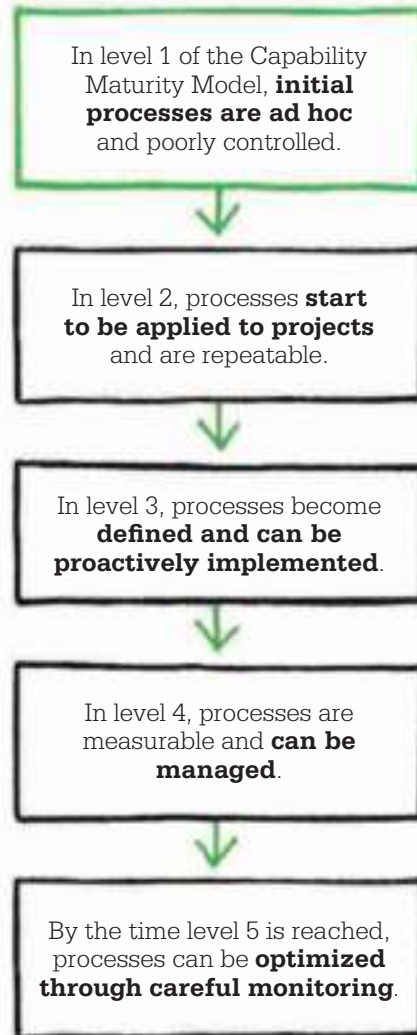 In level 1 of the Capability
Maturity Model, initial
processes are ad hoc
and poorly controlled.
In level 2, processes start
to be applied to projects
and are repeatable.
In level 3, processes become
defined and can be
proactively implemented.
In level 4, processes are
measurable and can be
managed.
By the time level 5 is reached,
processes can be optimized
through careful monitoring.